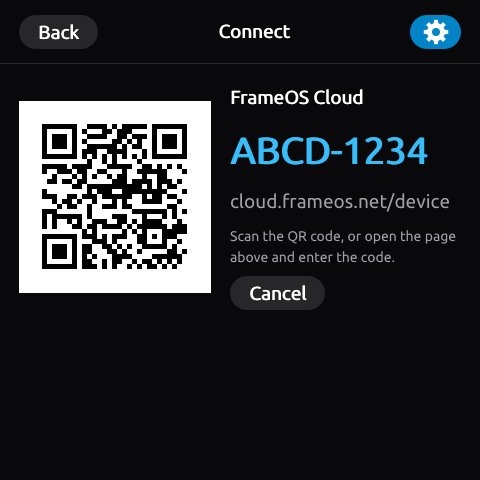 Back
Connect
FrameOS Cloud
ABCD-1234
cloud.frameos.net/device
Scan the QR code, or open the page
above and enter the code.
Cancel